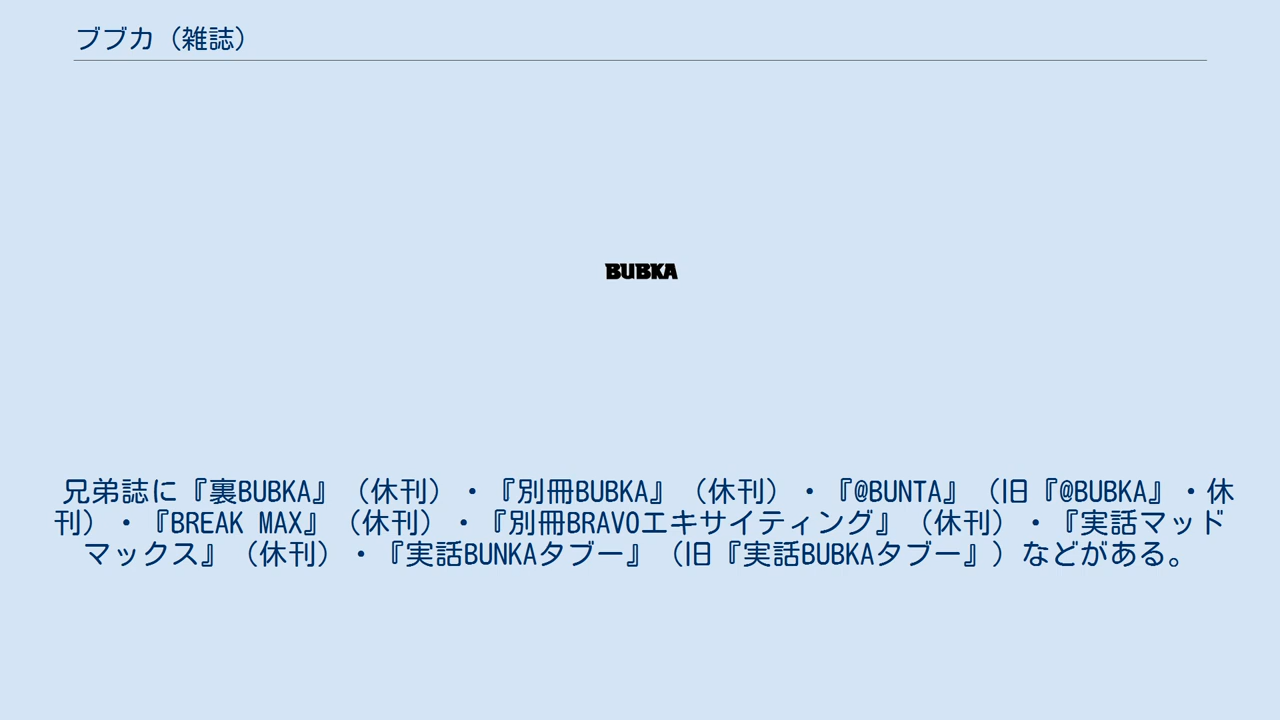 ブブカ（雑誌）
BUBKA
兄弟誌に『裏BUBKA』（休刊）・『別冊BUBKA』（休刊）・『@BUNTA』（旧『@BUBKA』・休
刊）・『BREAK MAX』（休刊）・『別冊BRAVOエキサイティング』（休刊）・『実話マッド
マックス』（休刊）・『実話BUNKAタブー』（旧『実話BUBKAタブー』）などがある。